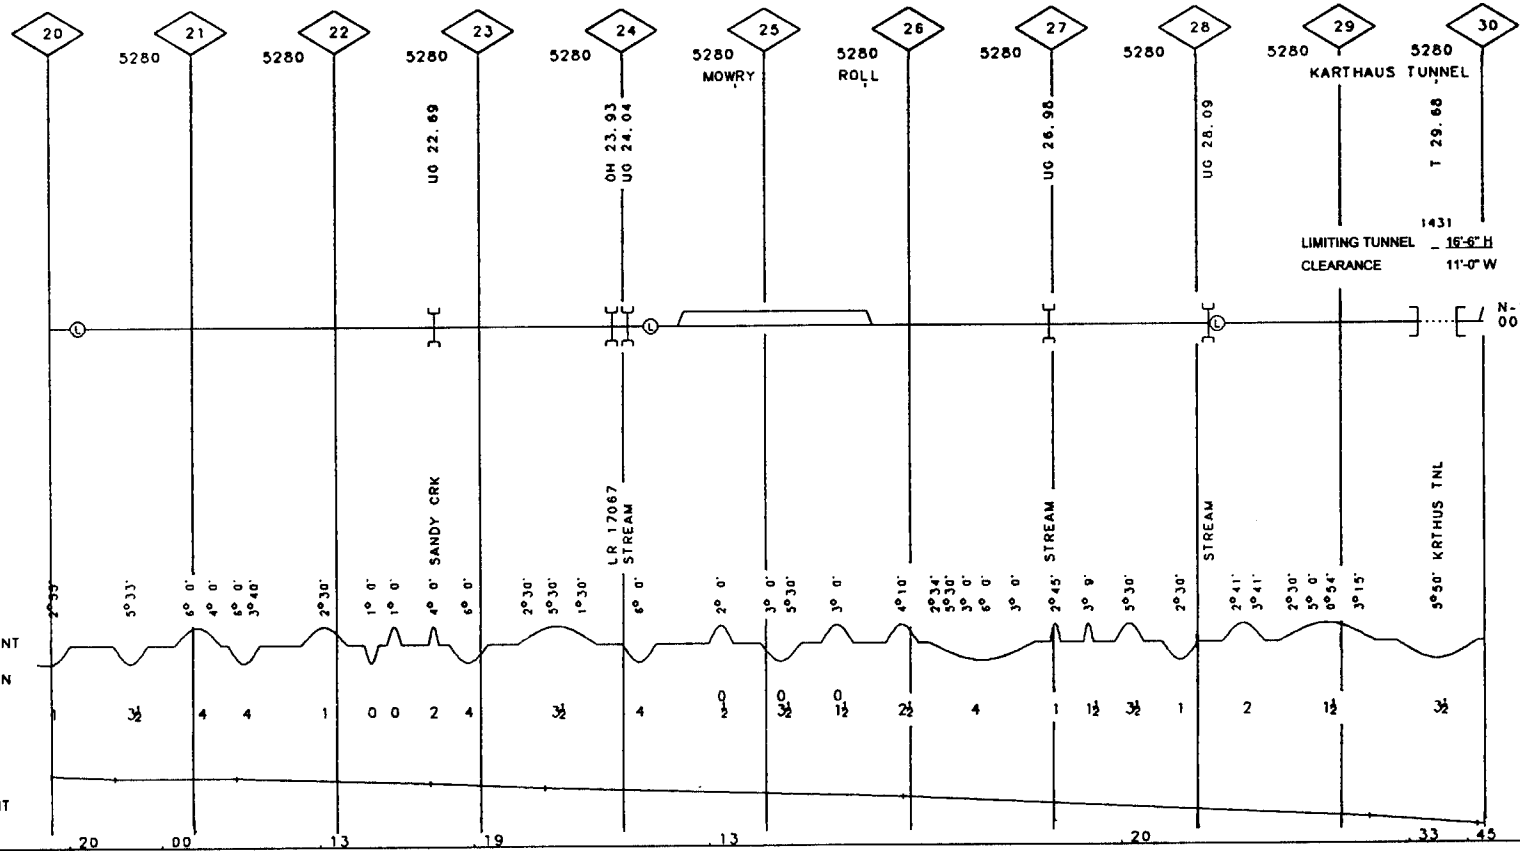 20 21 22 23 24 25 26 27 28 29 30
5280 5280 5280 5280 5280 5280 5280 5280 5280 5280
MOWRY ROLL KARTHAUS TUNNEL
UG 22.69
OH 23.93
UG 24.04
UG 26.98
UG 28.09
T 29.68
1431
LIMITING TUNNEL 16'-6" H
CLEARANCE 11'-0" W
L L L
N-
00
SANDY CRK
LR 17067
STREAM
STREAM
STREAM
KRTHUS TNL
2°35' 5°33' 6° 0' 4° 0' 6° 0' 3°40' 2°30' 1° 0' 1° 0' 4° 0' 6° 0' 2°30' 5°30' 1°30' 6° 0' 2° 0' 3° 0' 5°30' 3° 0' 4°10' 2°34' 5°30' 3° 0' 6° 0' 3° 0' 2°45' 3° 9' 5°30' 2°30' 2°41' 3°41' 2°30' 5° 0' 0°54' 3°15' 5°50'
NT
N
0 0 0
1 3½ 4 4 1 0 0 2 4 3½ 4 ½ 3½ 1½ 2½ 4 1 1½ 3½ 1 2 1½ 3½
IT
.20 .00 .13 .19 .13 .20 .33 .45